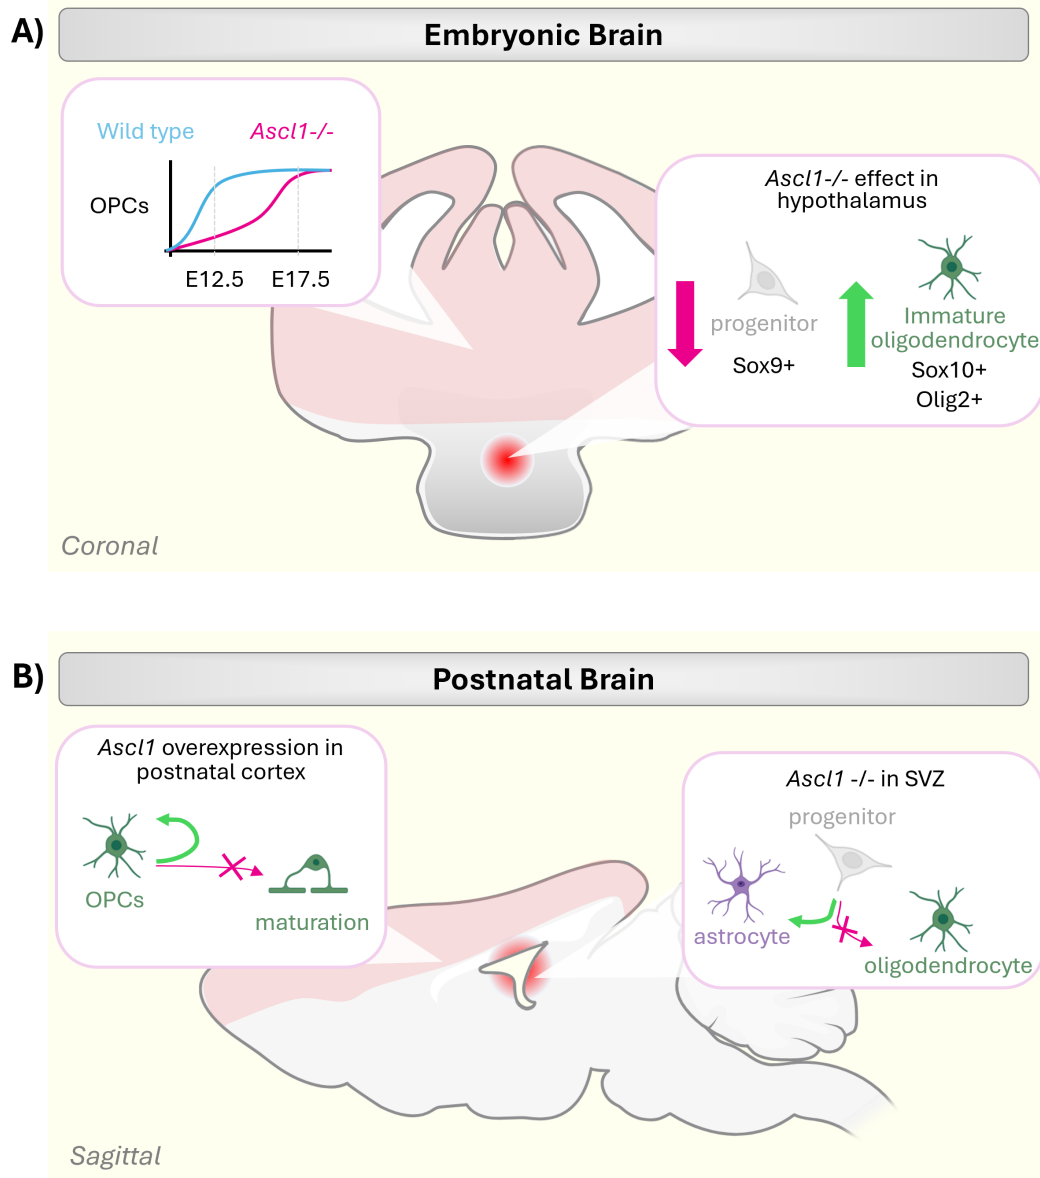 A)
Embryonic Brain
Wild type
Ascl1-/-
OPCs
E12.5
E17.5
Ascl1-/- effect in
hypothalamus
progenitor
Sox9+
Immature
oligodendrocyte
Sox10+
Olig2+
Coronal
B)
Postnatal Brain
Ascl1 overexpression in
postnatal cortex
OPCs
maturation
Ascl1 -/- in SVZ
progenitor
astrocyte
oligodendrocyte
Sagittal